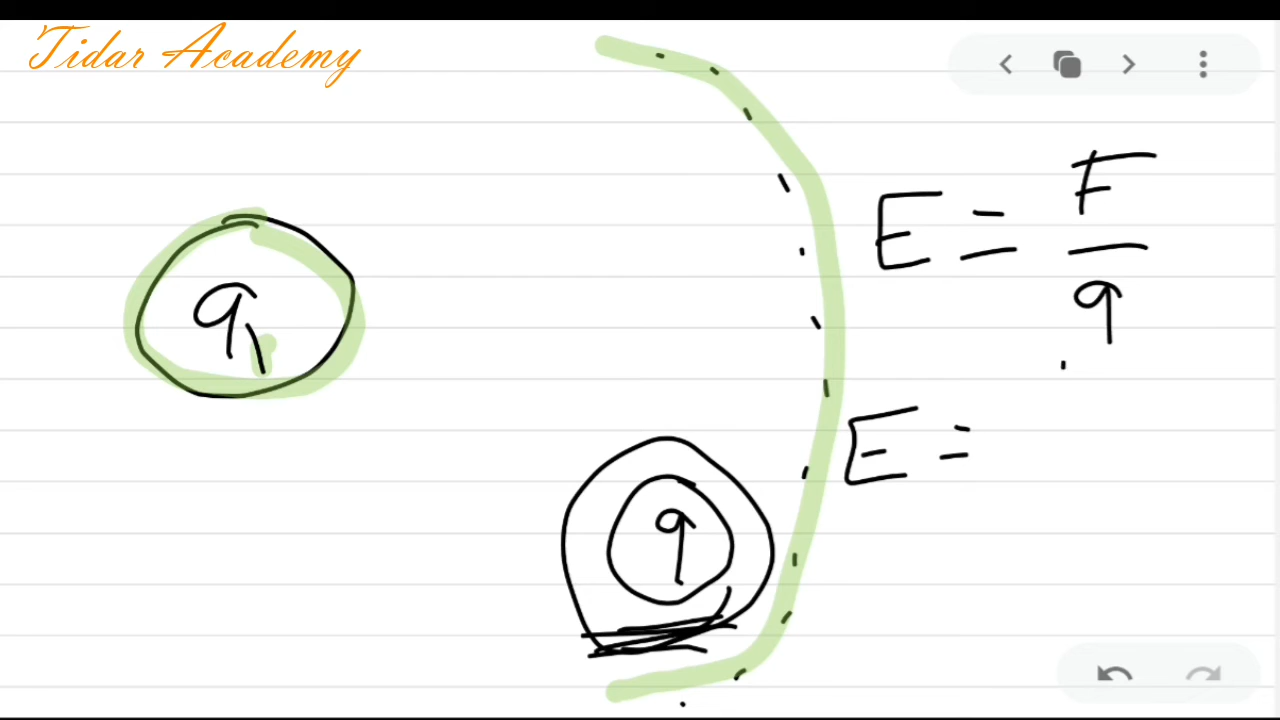 Tidar Academy
q₁
q
E = F/q
E =